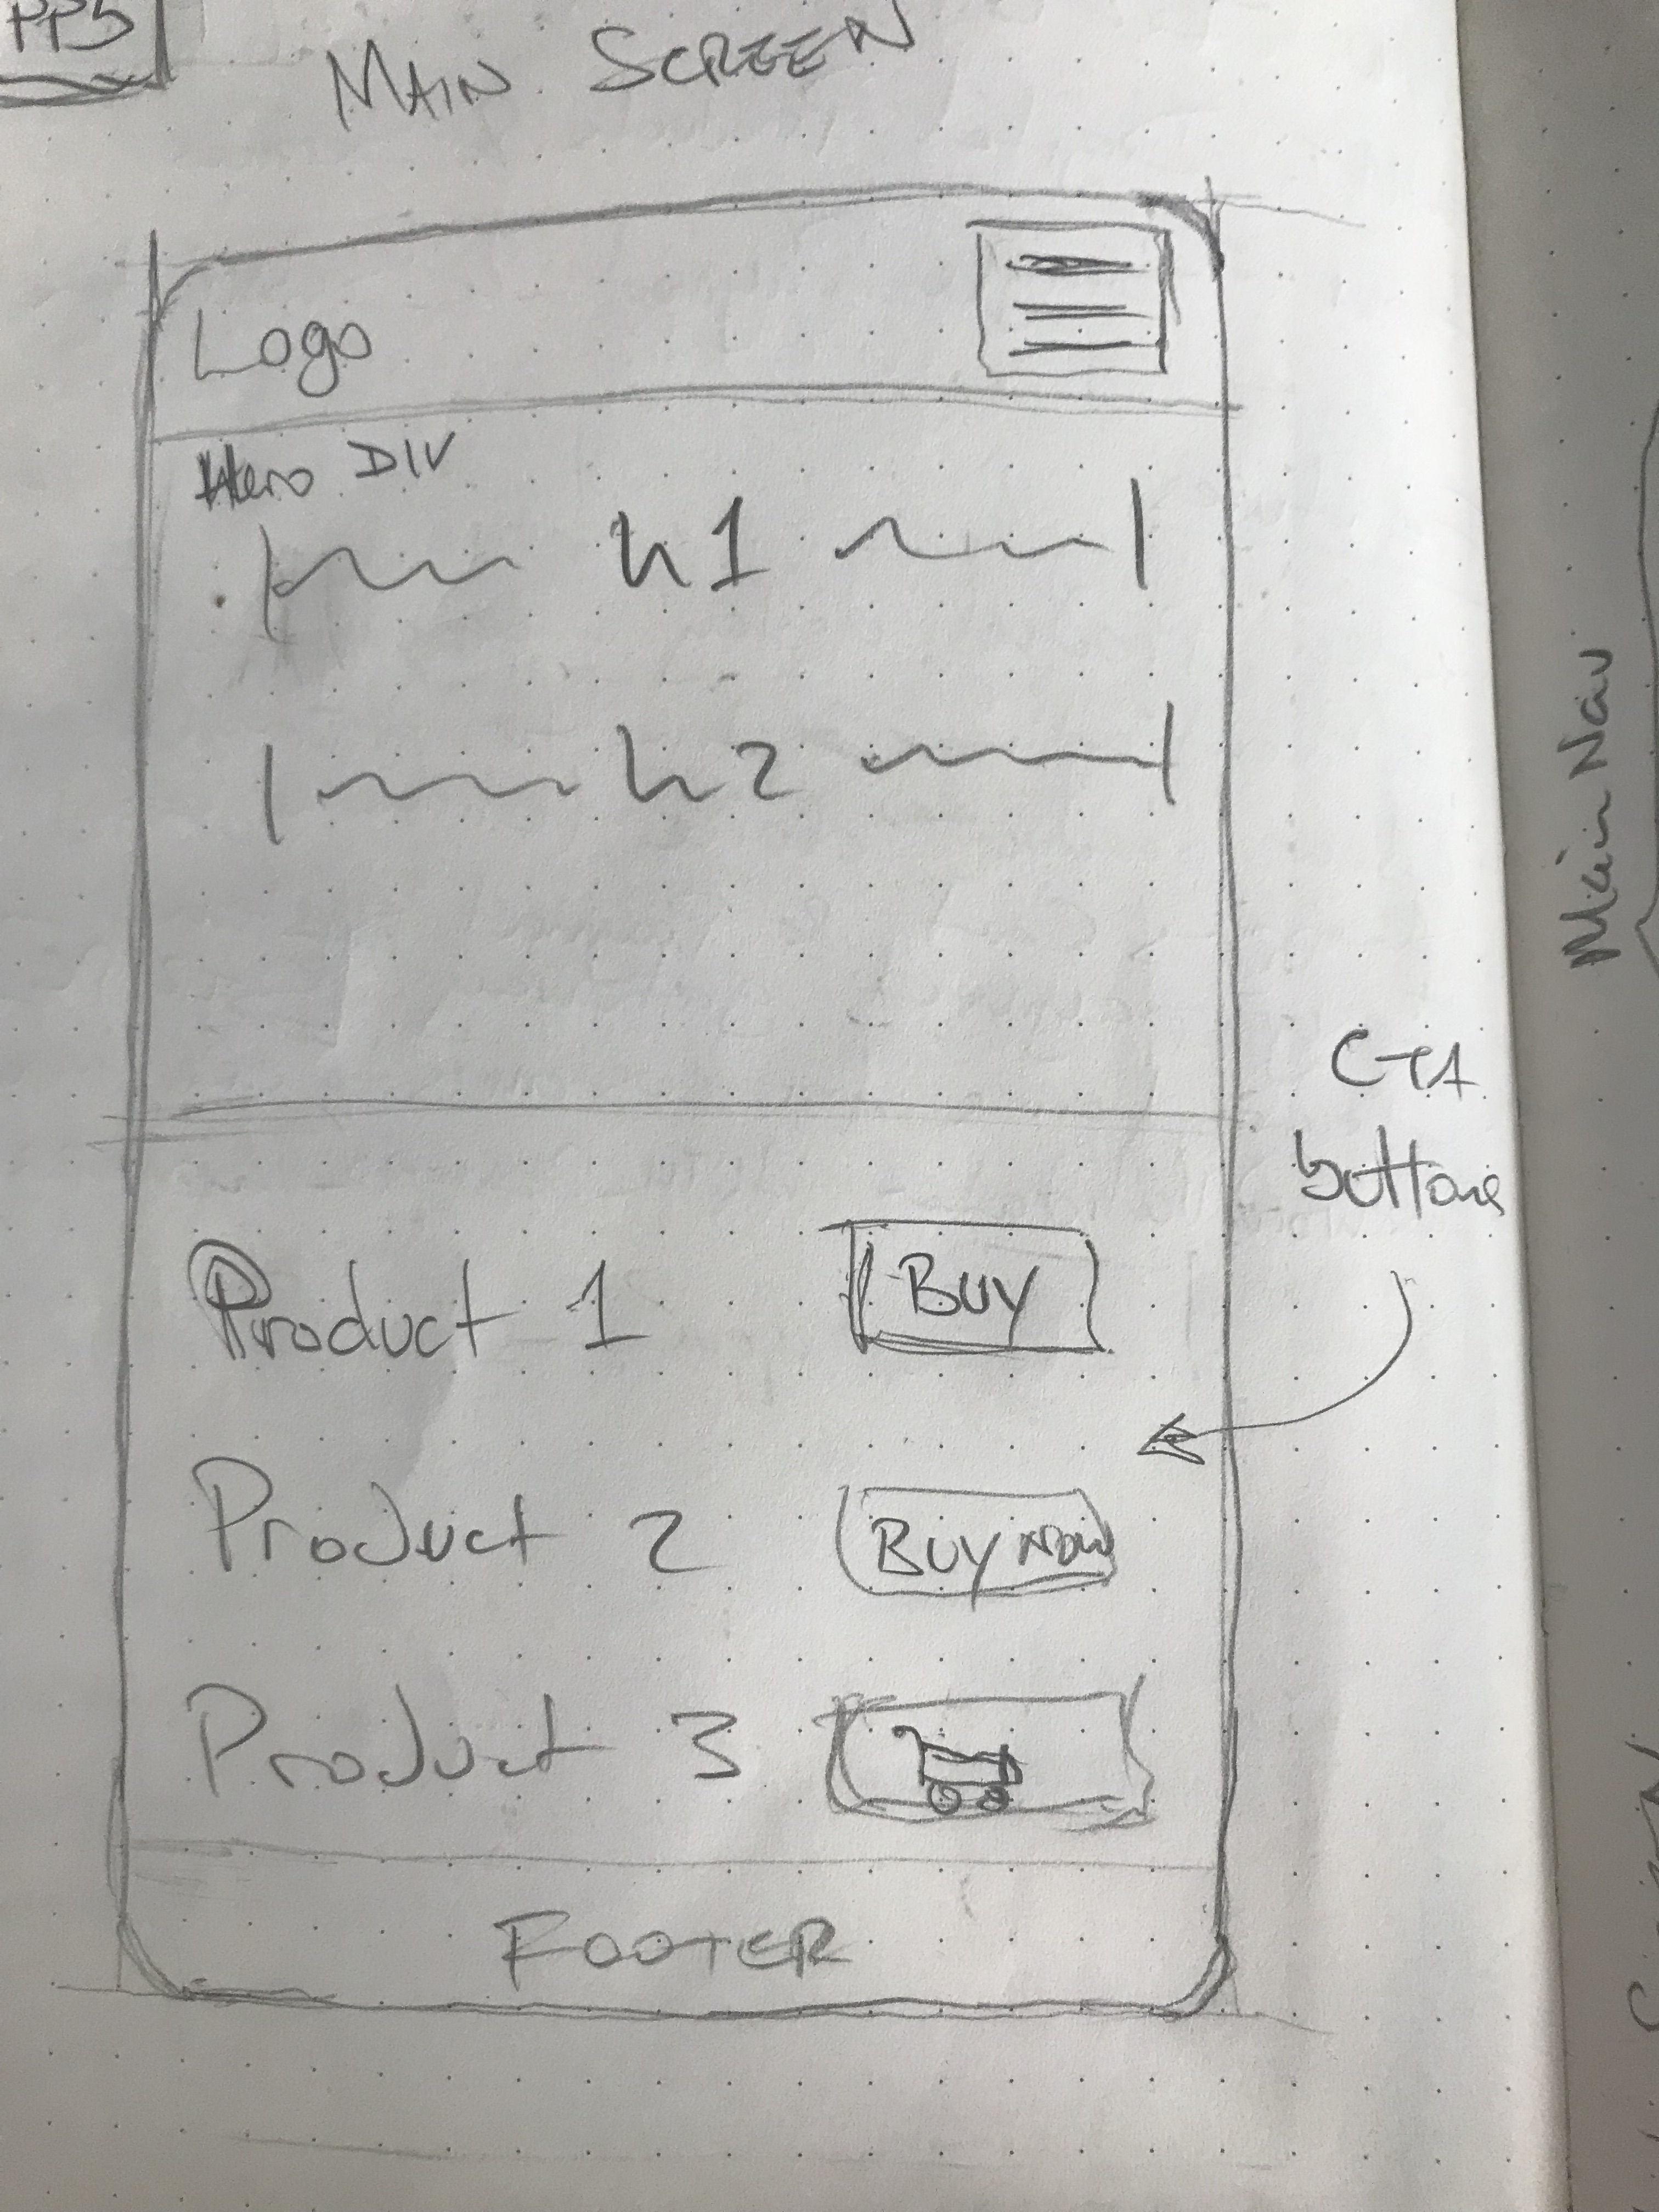 PP5
MAIN SCREEN
Logo
Hero DIV
h1
h2
Main Nav
CTA
buttons
Product 1 BUY
Product 2 BUY NOW
Product 3
FOOTER